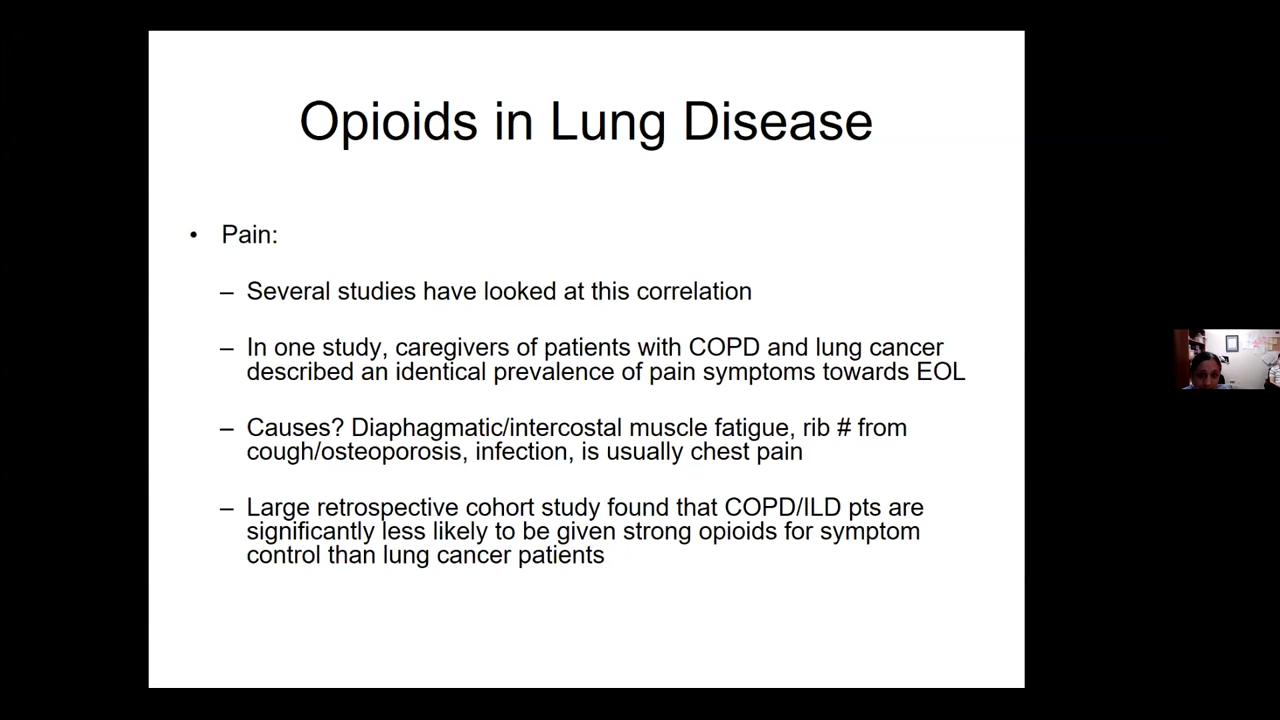 Opioids in Lung Disease
• Pain:
– Several studies have looked at this correlation
– In one study, caregivers of patients with COPD and lung cancer
described an identical prevalence of pain symptoms towards EOL
– Causes? Diaphagmatic/intercostal muscle fatigue, rib # from
cough/osteoporosis, infection, is usually chest pain
– Large retrospective cohort study found that COPD/ILD pts are
significantly less likely to be given strong opioids for symptom
control than lung cancer patients